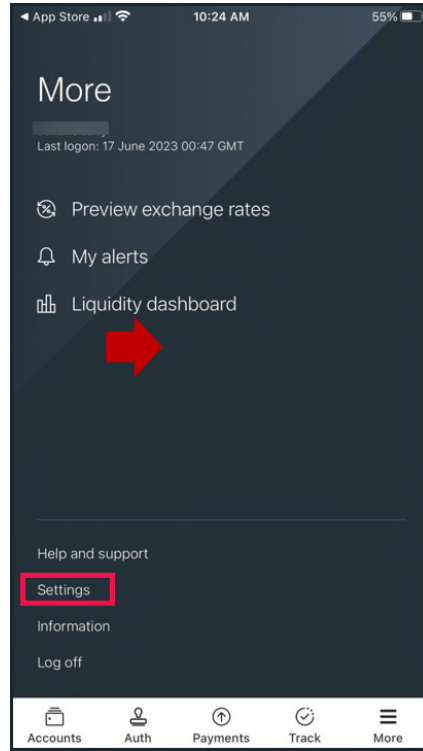 App Store 10:24 AM 55%
More
Last logon: 17 June 2023 00:47 GMT
Preview exchange rates
My alerts
Liquidity dashboard
Help and support
Settings
Information
Log off
Accounts Auth Payments Track More